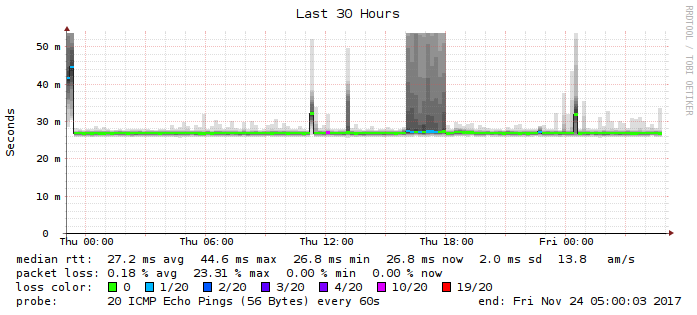 Last 30 Hours
RRDTOOL / TOBI OETIKER
Seconds
50 m
40 m
30 m
20 m
10 m
0
Thu 00:00 Thu 06:00 Thu 12:00 Thu 18:00 Fri 00:00
median rtt: 27.2 ms avg 44.6 ms max 26.8 ms min 26.8 ms now 2.0 ms sd 13.8 am/s
packet loss: 0.18 % avg 23.31 % max 0.00 % min 0.00 % now
loss color: 0 1/20 2/20 3/20 4/20 10/20 19/20
probe: 20 ICMP Echo Pings (56 Bytes) every 60s end: Fri Nov 24 05:00:03 2017